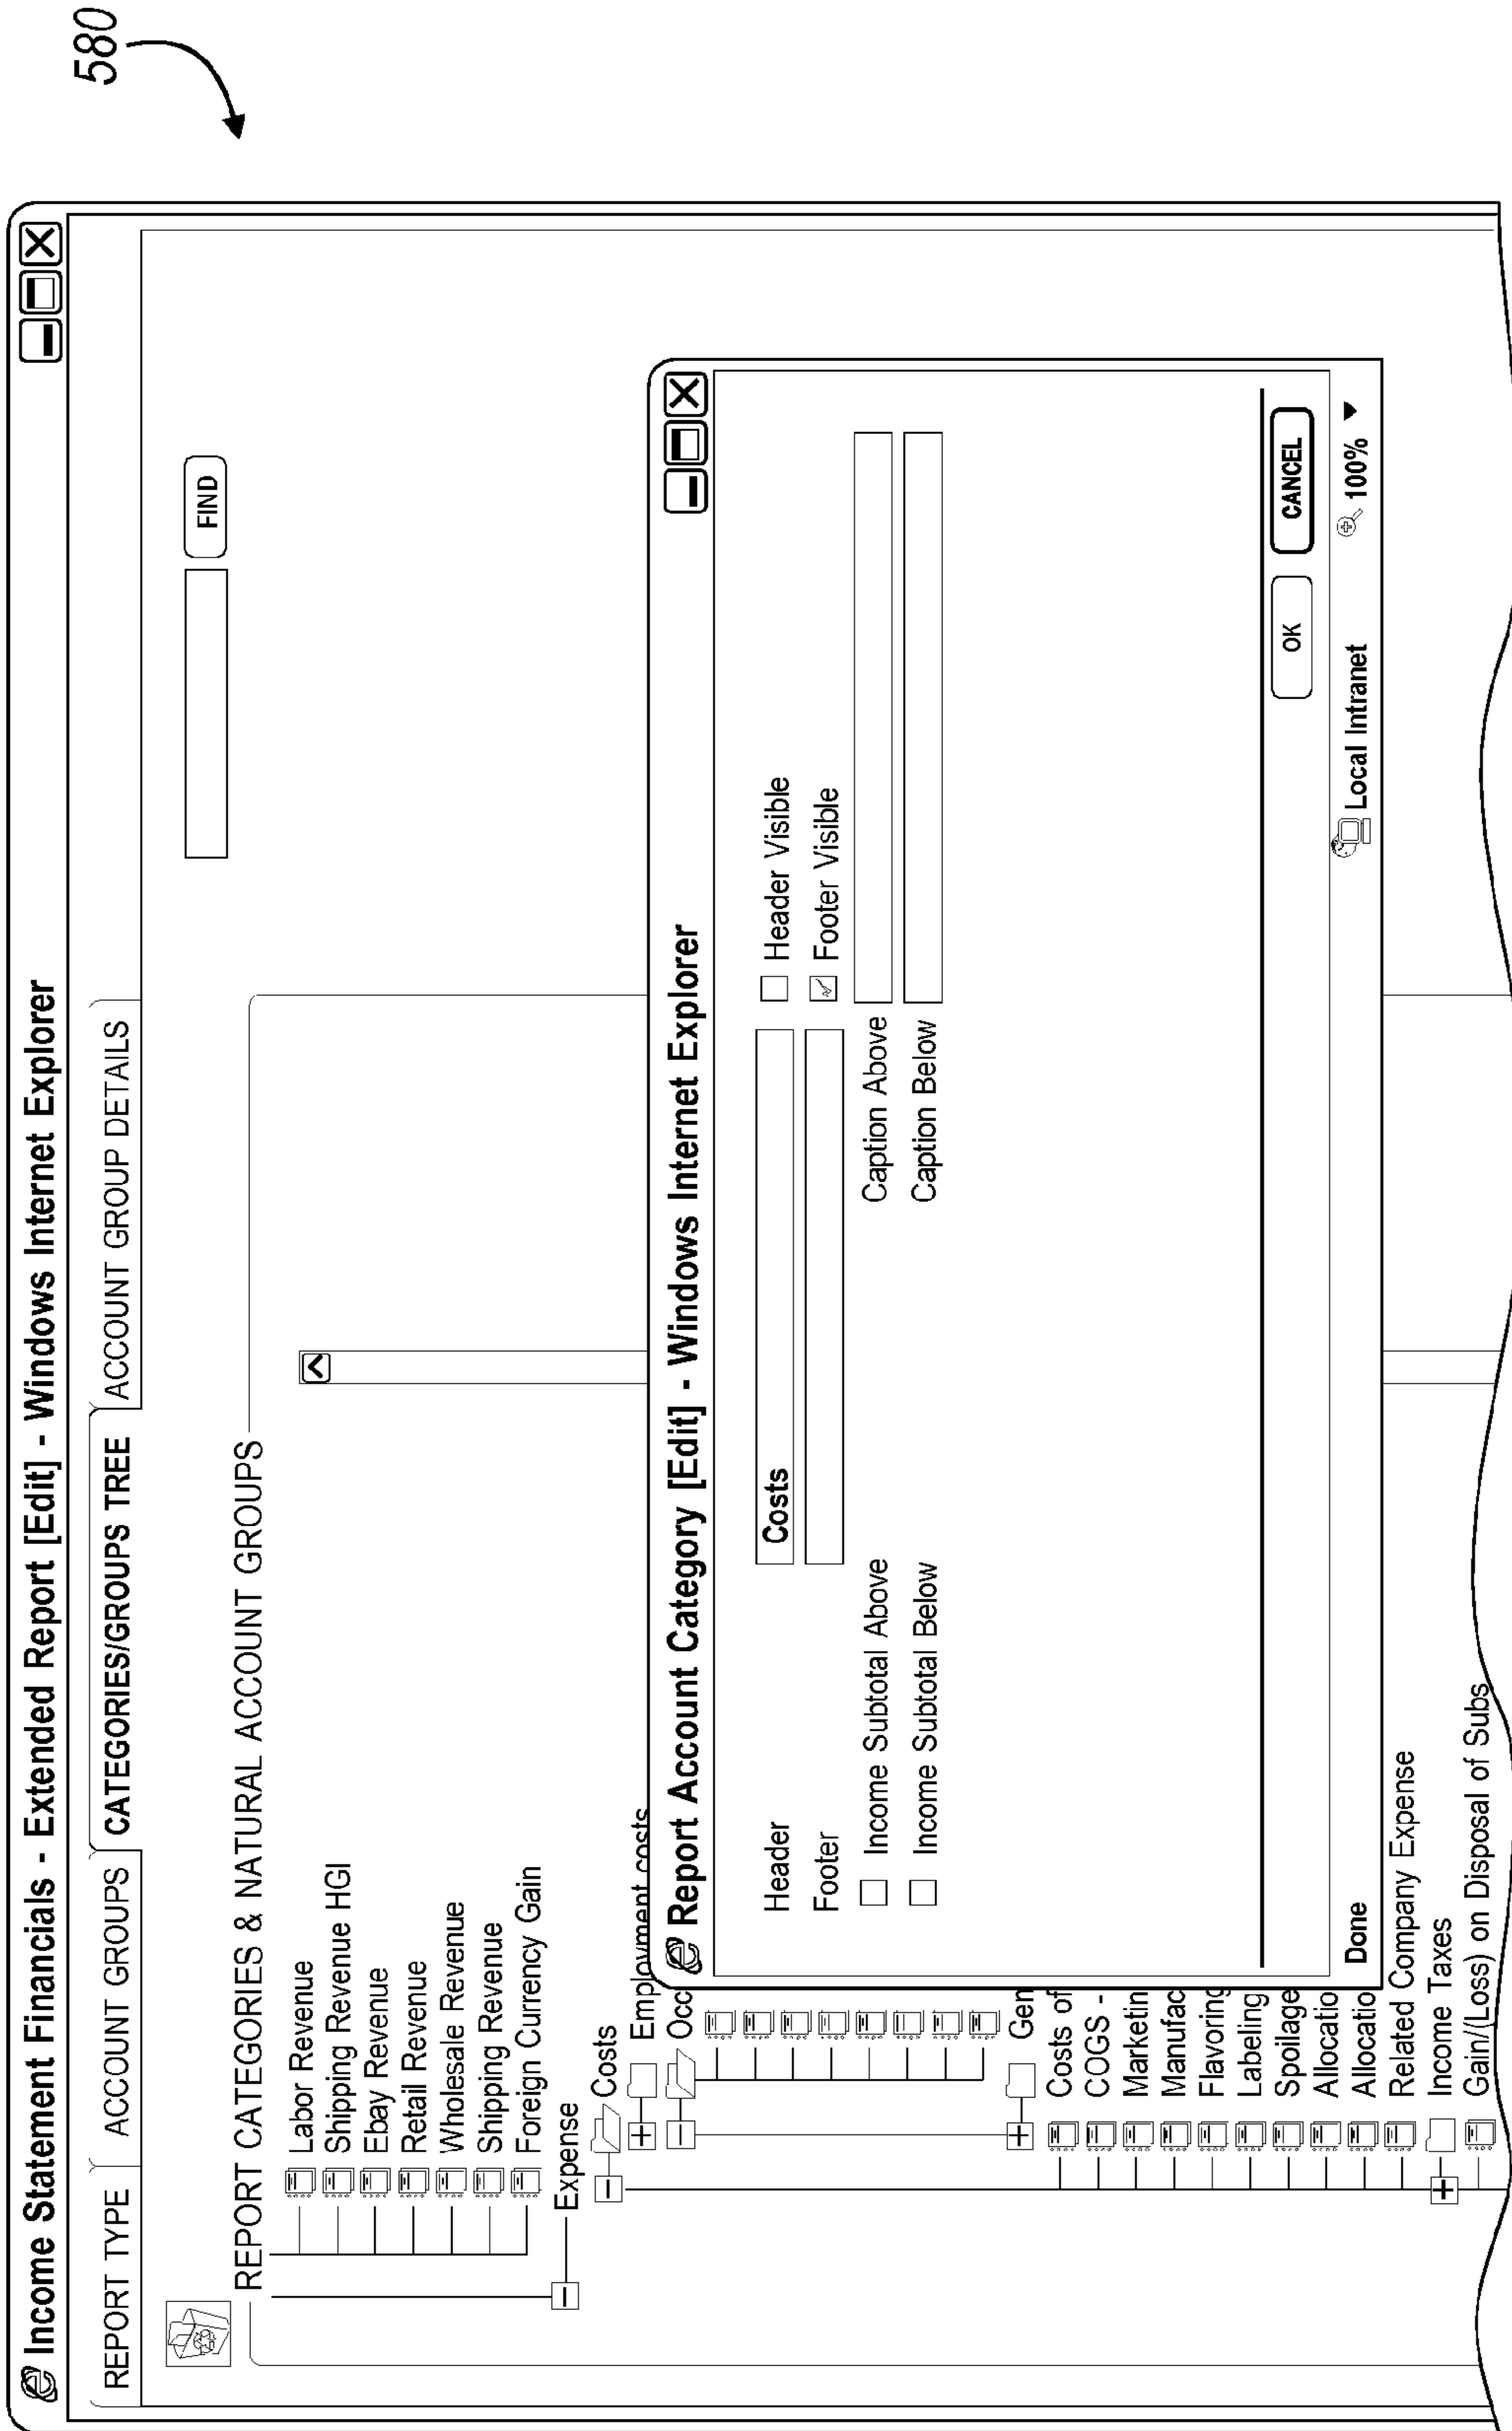 580
Income Statement Financials - Extended Report [Edit] - Windows Internet Explorer
REPORT TYPE ACCOUNT GROUPS CATEGORIES/GROUPS TREE ACCOUNT GROUP DETAILS
FIND
REPORT CATEGORIES & NATURAL ACCOUNT GROUPS
Labor Revenue
Shipping Revenue HGI
Ebay Revenue
Retail Revenue
Wholesale Revenue
Shipping Revenue
Foreign Currency Gain
Expense
Costs
Employment costs
Occ
Gen
Costs of
COGS -
Marketin
Manufac
Flavoring
Labeling
Spoilage
Allocatio
Allocatio
Related Company Expense
Income Taxes
Gain/(Loss) on Disposal of Subs
Report Account Category [Edit] - Windows Internet Explorer
Header Costs Header Visible
Footer Footer Visible
Income Subtotal Above Caption Above
Income Subtotal Below Caption Below
OK CANCEL
Done Local Intranet 100%